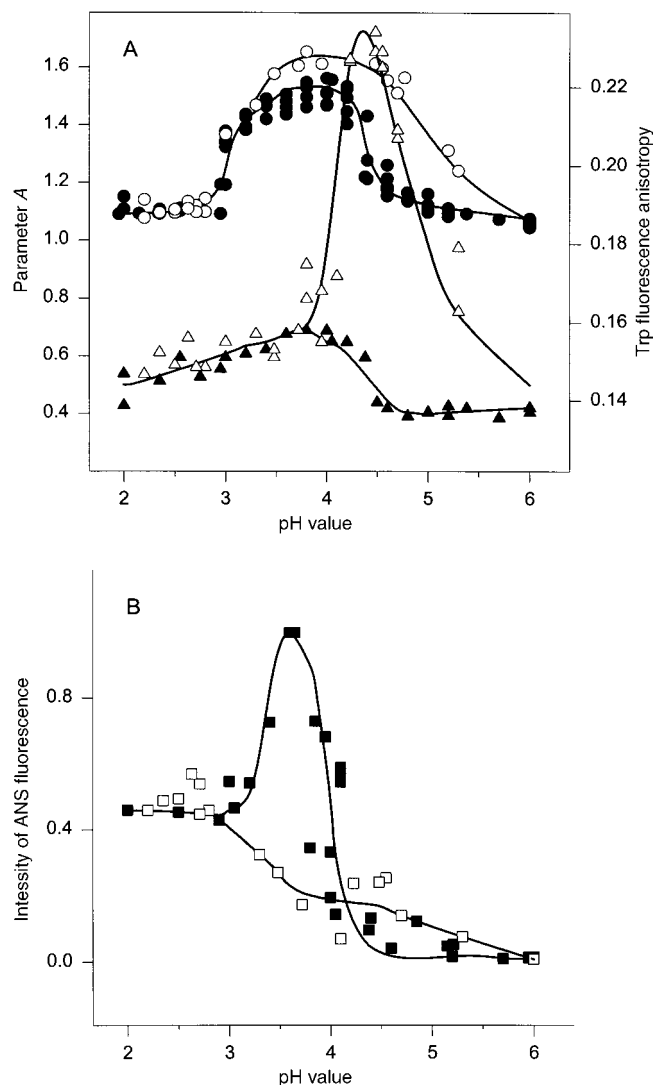 A
1.6
1.4
1.2
1.0
0.8
0.6
0.4
Parameter A
0.22
0.20
0.18
0.16
0.14
Trp fluorescence anisotropy
2 3 4 5 6
pH value
B
0.8
0.4
0.0
Intessity of ANS fluorescence
2 3 4 5 6
pH value